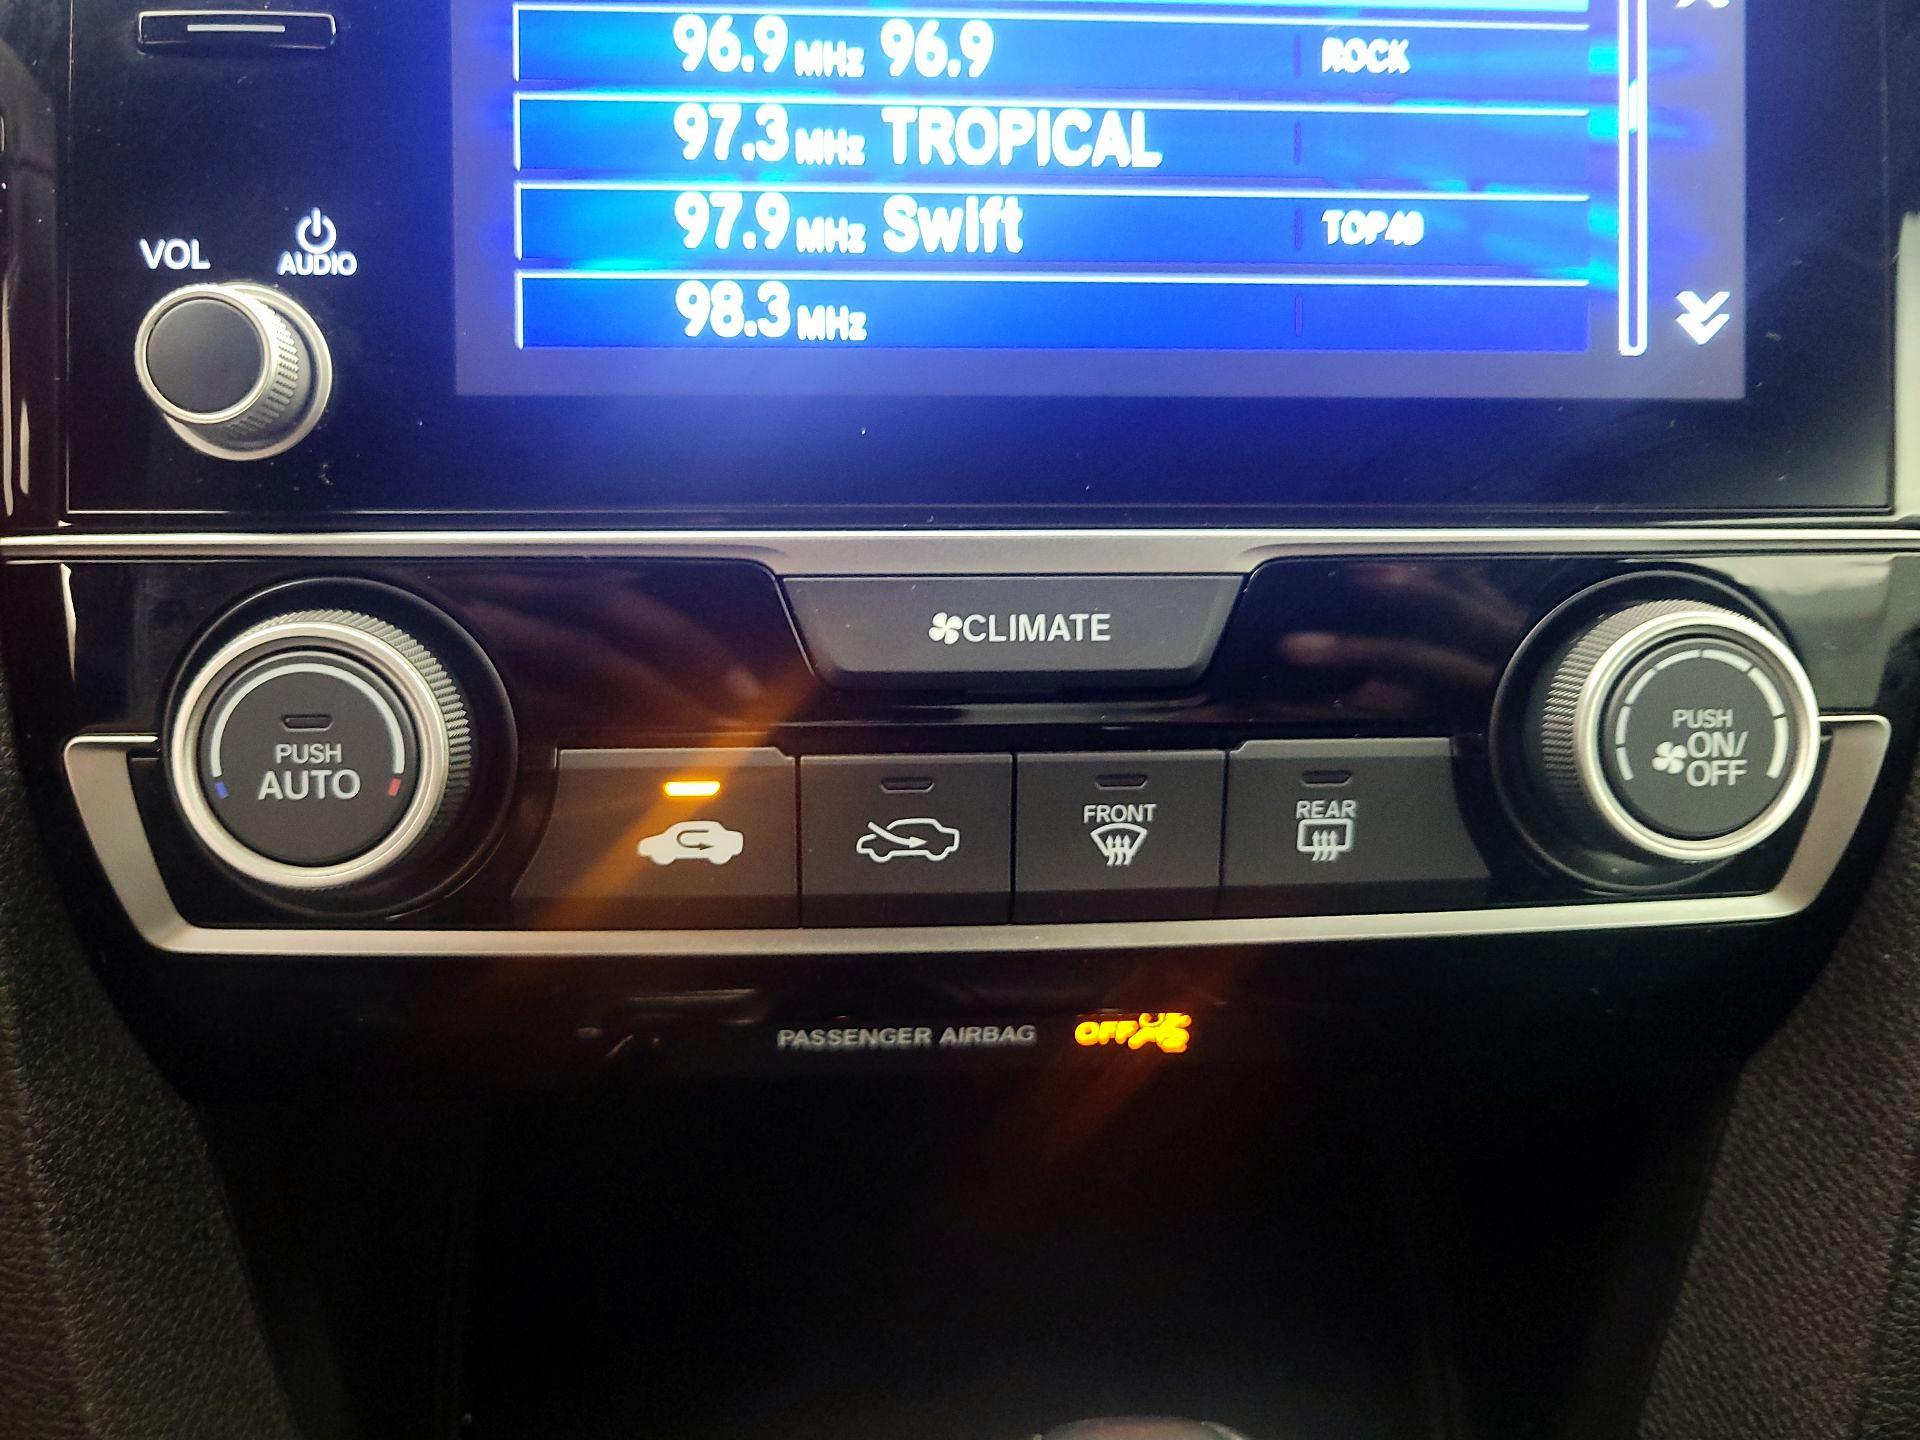 96.9 MHz 96.9 ROCK
97.3 MHz TROPICAL
97.9 MHz Swift TOP40
98.3 MHz
VOL AUDIO
CLIMATE
PUSH
AUTO
FRONT
REAR
PUSH
ON/
OFF
PASSENGER AIRBAG OFF